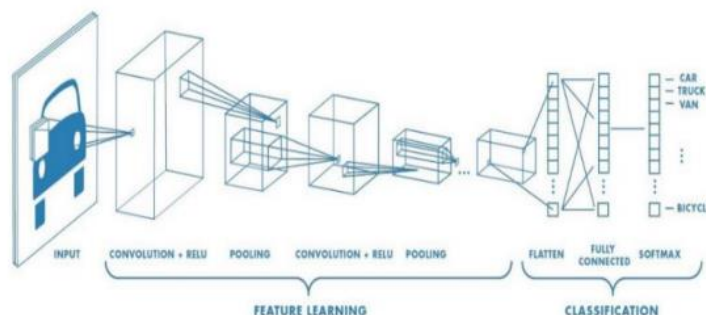 CAR
TRUCK
VAN
BICYCL
INPUT
CONVOLUTION + RELU
POOLING
CONVOLUTION + RELU
POOLING
FLATTEN
FULLY
CONNECTED
SOFTMAX
FEATURE LEARNING
CLASSIFICATION